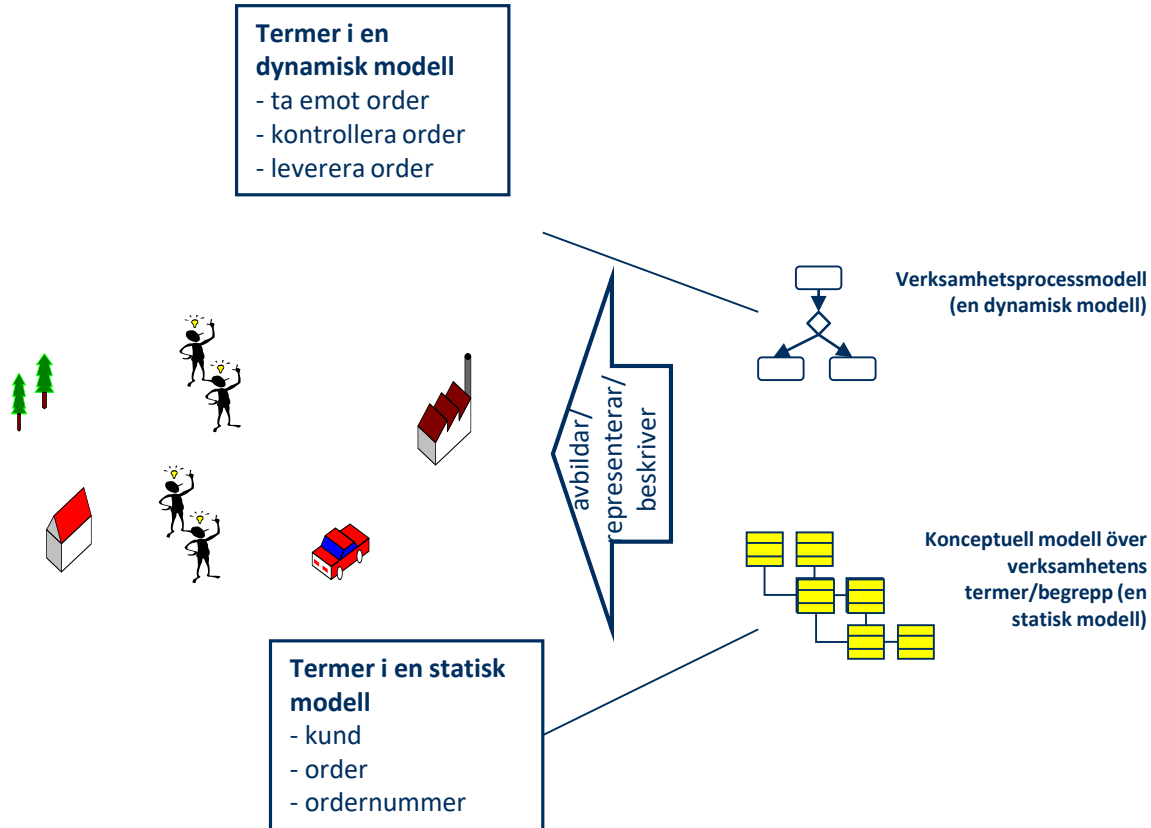 Termer i en
dynamisk modell
- ta emot order
- kontrollera order
- leverera order
Verksamhetsprocessmodell
(en dynamisk modell)
avbildar/
representerar/
beskriver
Konceptuell modell över
verksamhetens
termer/begrepp (en
statisk modell)
Termer i en statisk
modell
- kund
- order
- ordernummer